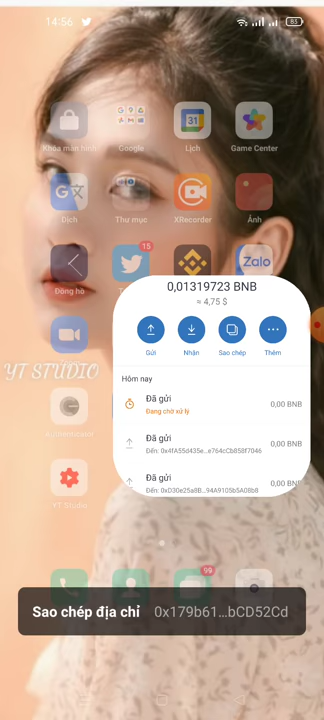 14:56
83
Khóa màn hình
Google
Lịch
Game Center
31
Dịch
Thư mục
XRecorder
Ảnh
15
Zalo
Đồng hồ
0,01319723 BNB
≈ 4,75 $
Gửi
Nhận
Sao chép
Thêm
YT STUDIO
Hôm nay
Đã gửi
Đang chờ xử lý
0,00 BNB
Authenticator
Đã gửi
0,00 BNB
Đến: 0x4fA55d435e...e764cCb858f7046
Đã gửi
0,00 BNB
Đến: 0xD30e25a8B...94A9105b5A08b8
YT Studio
99
Sao chép địa chỉ 0x179b61...bCD52Cd